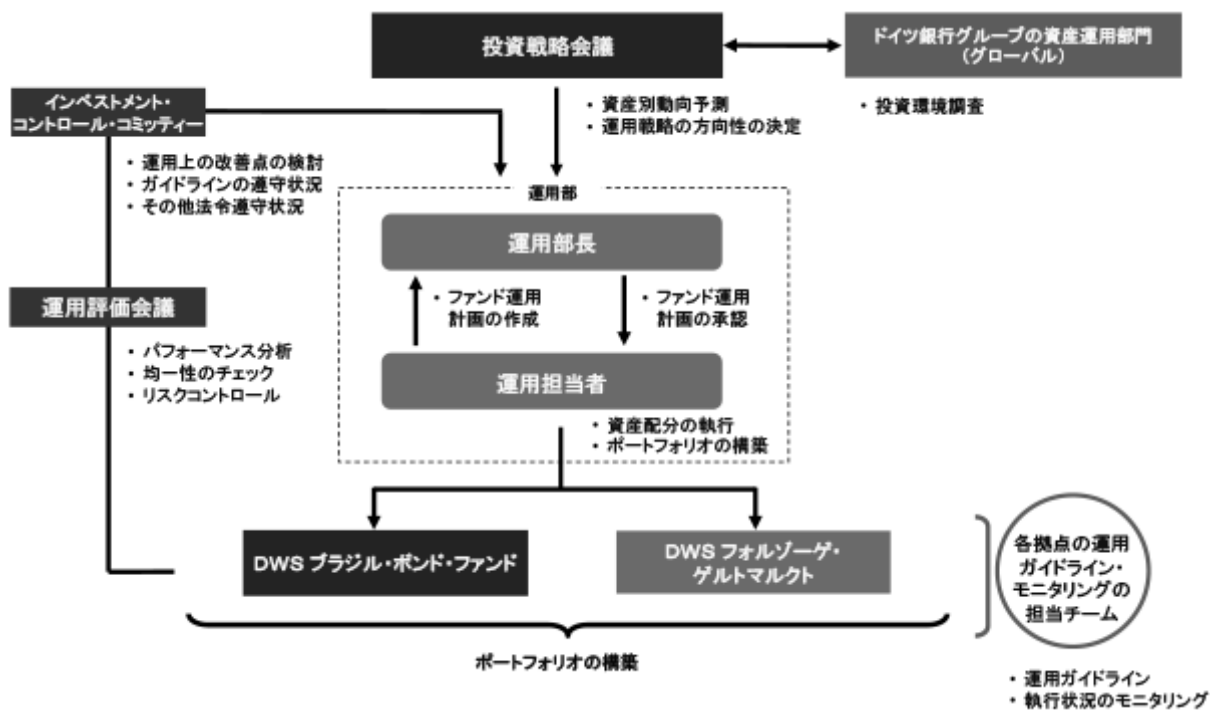 投資戦略会議
ドイツ銀行グループの資産運用部門
(グローバル)
・ 資産別動向予測
・ 運用戦略の方向性の決定
・ 投資環境調査
インベストメント・
コントロール・コミッティー
・ 運用上の改善点の検討
・ ガイドラインの遵守状況
・ その他法令遵守状況
運用部
運用部長
・ ファンド運用
計画の作成
・ ファンド運用
計画の承認
運用評価会議
・ パフォーマンス分析
・ 均一性のチェック
・ リスクコントロール
運用担当者
・ 資産配分の執行
・ ポートフォリオの構築
DWS ブラジル・ボンド・ファンド
DWS フォルゾーゲ・
ゲルトマルクト
各拠点の運用
ガイドライン・
モニタリングの
担当チーム
ポートフォリオの構築
・ 運用ガイドライン
・ 執行状況のモニタリング